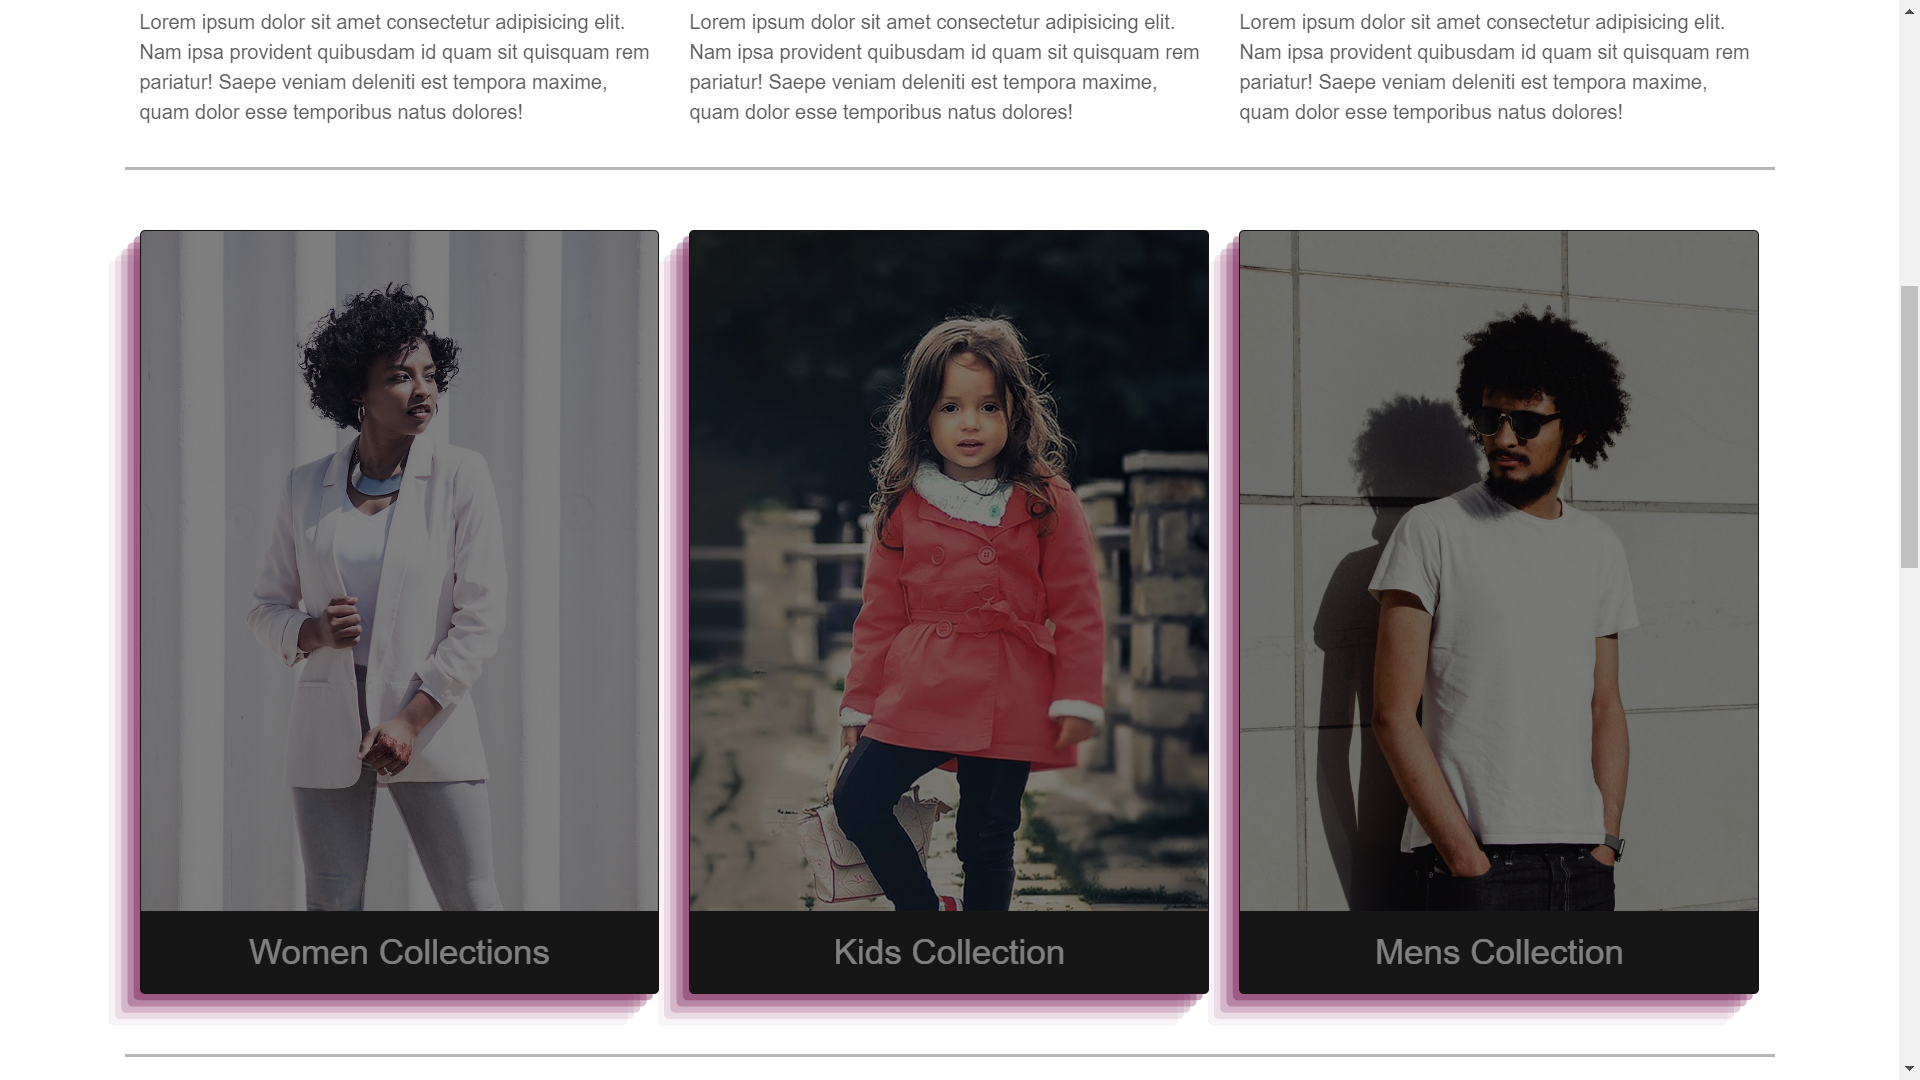 Lorem ipsum dolor sit amet consectetur adipisicing elit.
Nam ipsa provident quibusdam id quam sit quisquam rem
pariatur! Saepe veniam deleniti est tempora maxime,
quam dolor esse temporibus natus dolores!
Lorem ipsum dolor sit amet consectetur adipisicing elit.
Nam ipsa provident quibusdam id quam sit quisquam rem
pariatur! Saepe veniam deleniti est tempora maxime,
quam dolor esse temporibus natus dolores!
Lorem ipsum dolor sit amet consectetur adipisicing elit.
Nam ipsa provident quibusdam id quam sit quisquam rem
pariatur! Saepe veniam deleniti est tempora maxime,
quam dolor esse temporibus natus dolores!
Women Collections
Kids Collection
Mens Collection